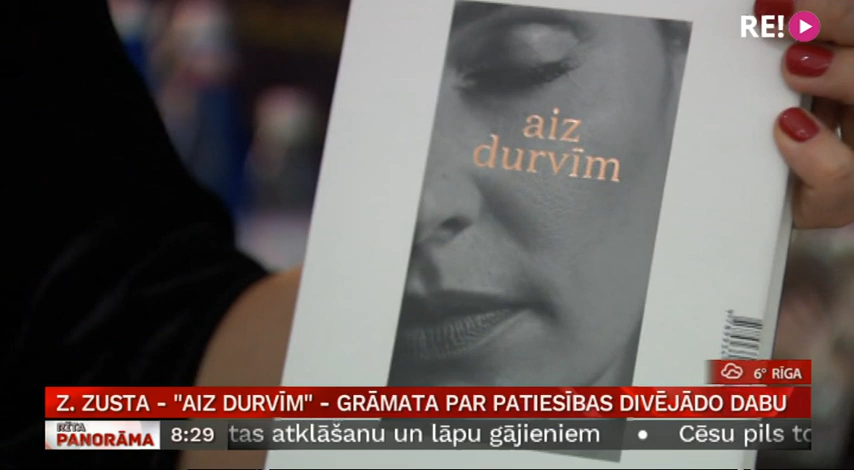 RE!
aiz
durvīm
6° RĪGA
Z. ZUSTA - "AIZ DURVĪM" - GRĀMATA PAR PATIESĪBAS DIVĒJĀDO DABU
RĪTA
PANORĀMA
8:29 tas atklāšanu un lāpu gājieniem • Cēsu pils to